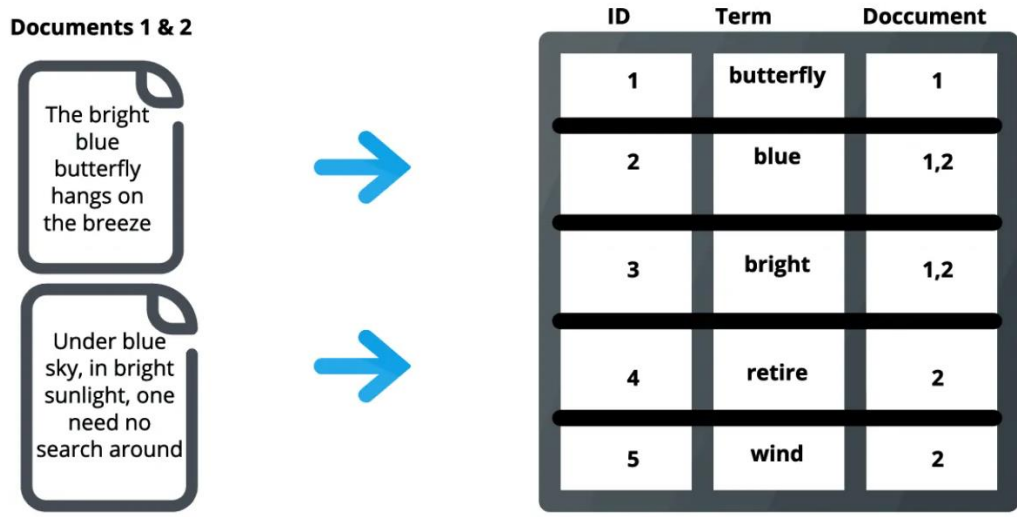 Documents 1 & 2
The bright
blue
butterfly
hangs on
the breeze
Under blue
sky, in bright
sunlight, one
need no
search around
ID Term Doccument
1 butterfly 1
2 blue 1,2
3 bright 1,2
4 retire 2
5 wind 2